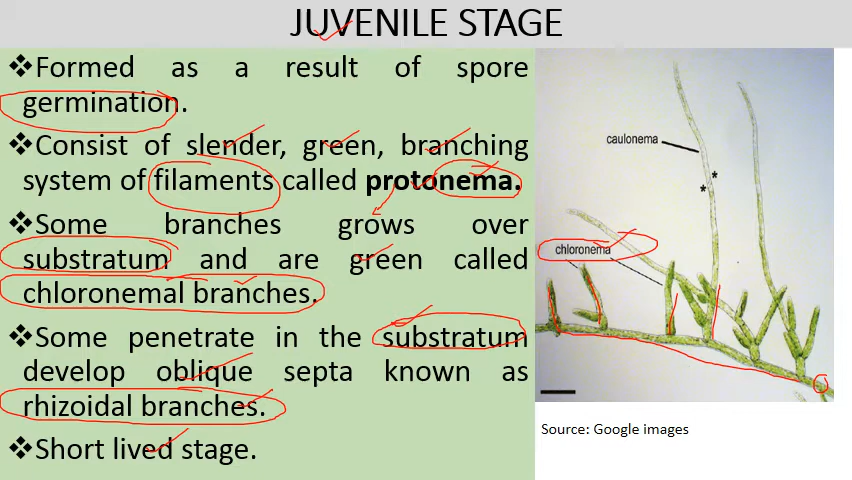 JUVENILE STAGE
❖Formed as a result of spore
germination.
❖Consist of slender, green, branching
system of filaments called protonema.
❖Some branches grows over
substratum and are green called
chloronemal branches.
❖Some penetrate in the substratum
develop oblique septa known as
rhizoidal branches.
❖Short lived stage.
caulonema
*
*
chloronema
Source: Google images